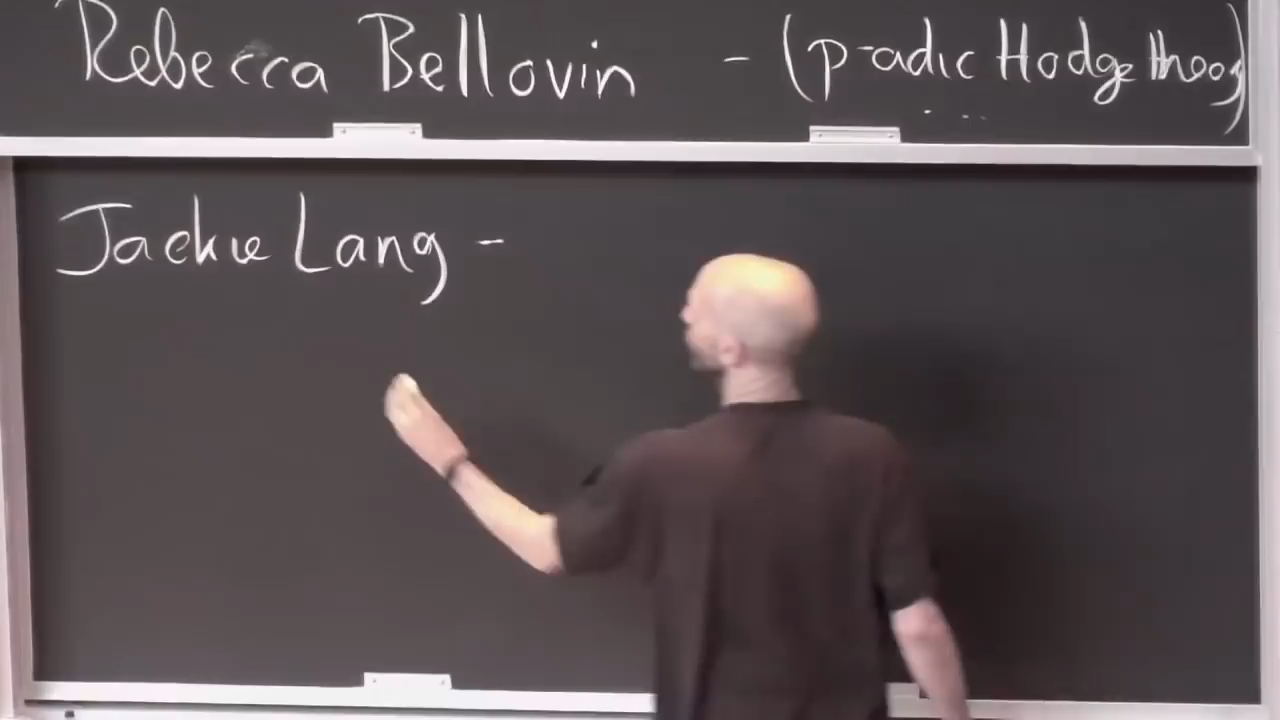 Rebecca Bellovin - (p-adic Hodge theory)
...
Jackie Lang -